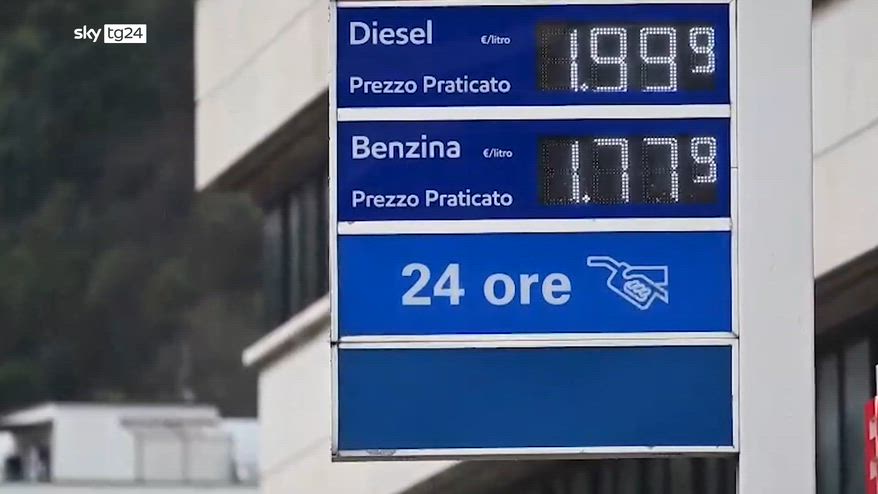 sky tg24
Diesel €/litro 1.999
Prezzo Praticato
Benzina €/litro 1.779
Prezzo Praticato
24 ore